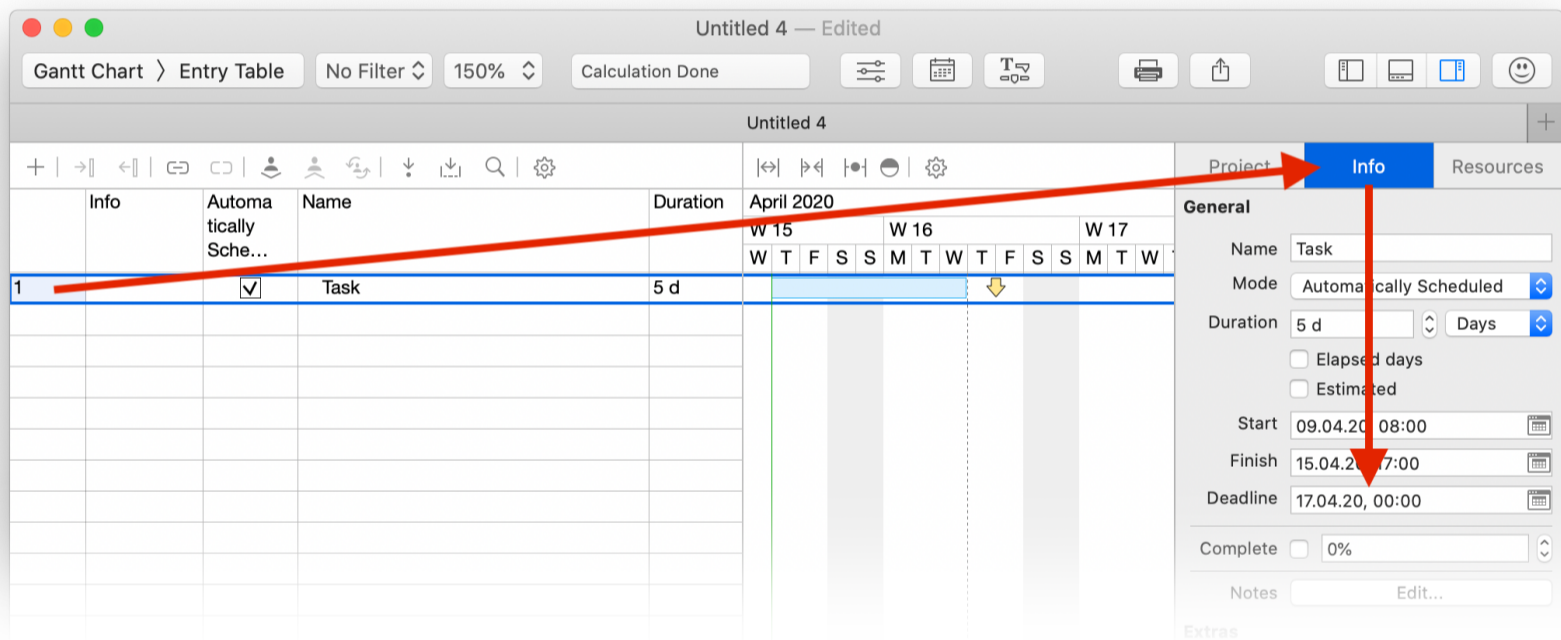 Untitled 4 — Edited
Gantt Chart 〉 Entry Table No Filter 150% Calculation Done
Untitled 4
Project Info Resources
Info Automa Name Duration April 2020
tically
Sche...
W 15 W 16 W 17
W T F S S M T W T F S S M T W
1 Task 5 d
General
Name Task
Mode Automatically Scheduled
Duration 5 d Days
Elapsed days
Estimated
Start 09.04.20, 08:00
Finish 15.04.20, 17:00
Deadline 17.04.20, 00:00
Complete 0%
Notes Edit...
Extras